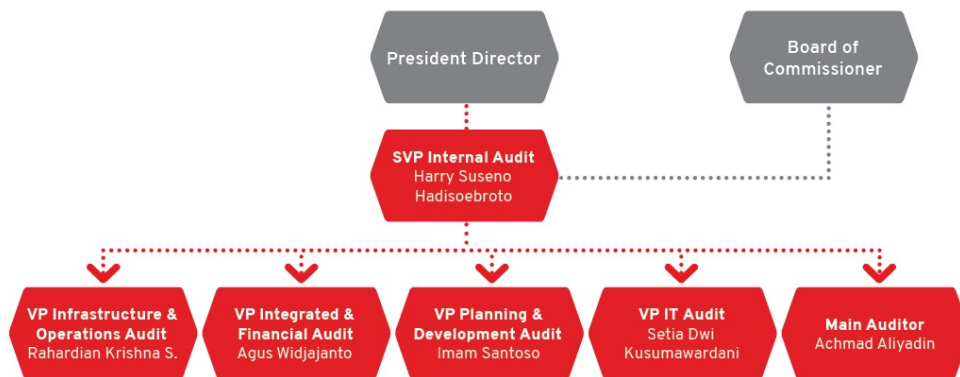 President Director
Board of
Commissioner
SVP Internal Audit
Harry Suseno
Hadisoebroto
VP Infrastructure &
Operations Audit
Rahardian Krishna S.
VP Integrated &
Financial Audit
Agus Widjajanto
VP Planning &
Development Audit
Imam Santoso
VP IT Audit
Setia Dwi
Kusumawardani
Main Auditor
Achmad Aliyadin